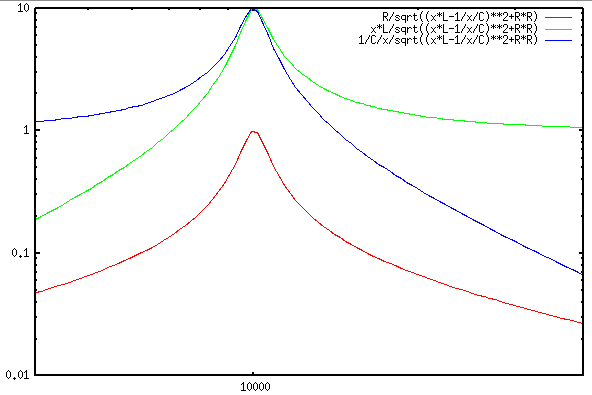 10
R/sqrt((x*L-1/x/C)**2+R*R)
x*L/sqrt((x*L-1/x/C)**2+R*R)
1/C/x/sqrt((x*L-1/x/C)**2+R*R)
1
0.1
0.01
10000